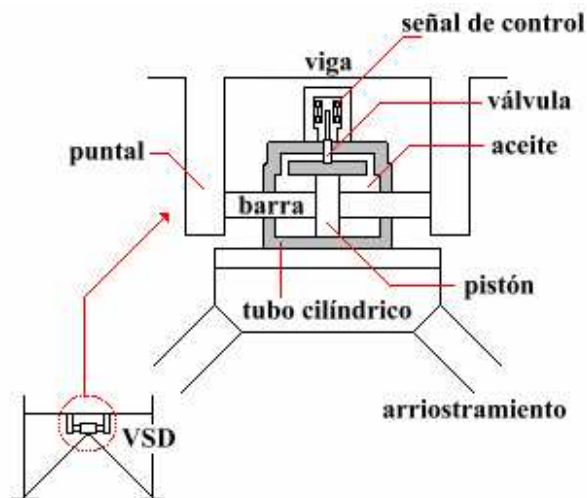 señal de control
viga
válvula
puntal
aceite
barra
pistón
tubo cilíndrico
arriostramiento
VSD